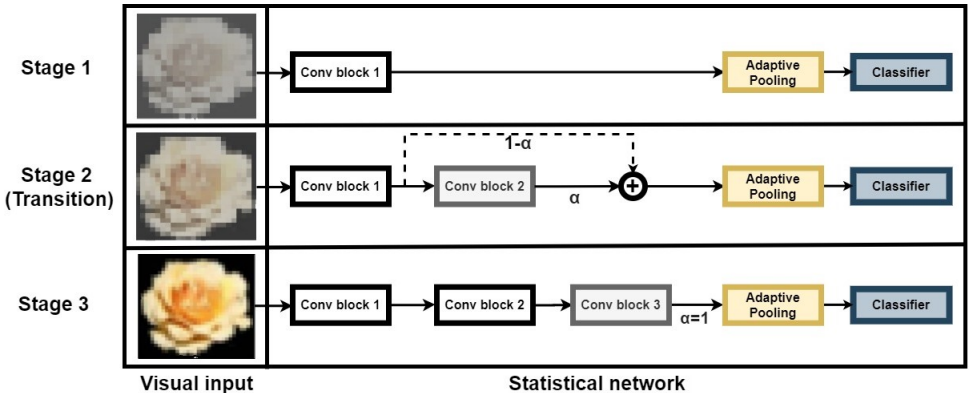 Stage 1
Conv block 1
Adaptive
Pooling
Classifier
Stage 2
(Transition)
1-α
Conv block 1
Conv block 2
α
+
Adaptive
Pooling
Classifier
Stage 3
Conv block 1
Conv block 2
Conv block 3
α=1
Adaptive
Pooling
Classifier
Visual input
Statistical network